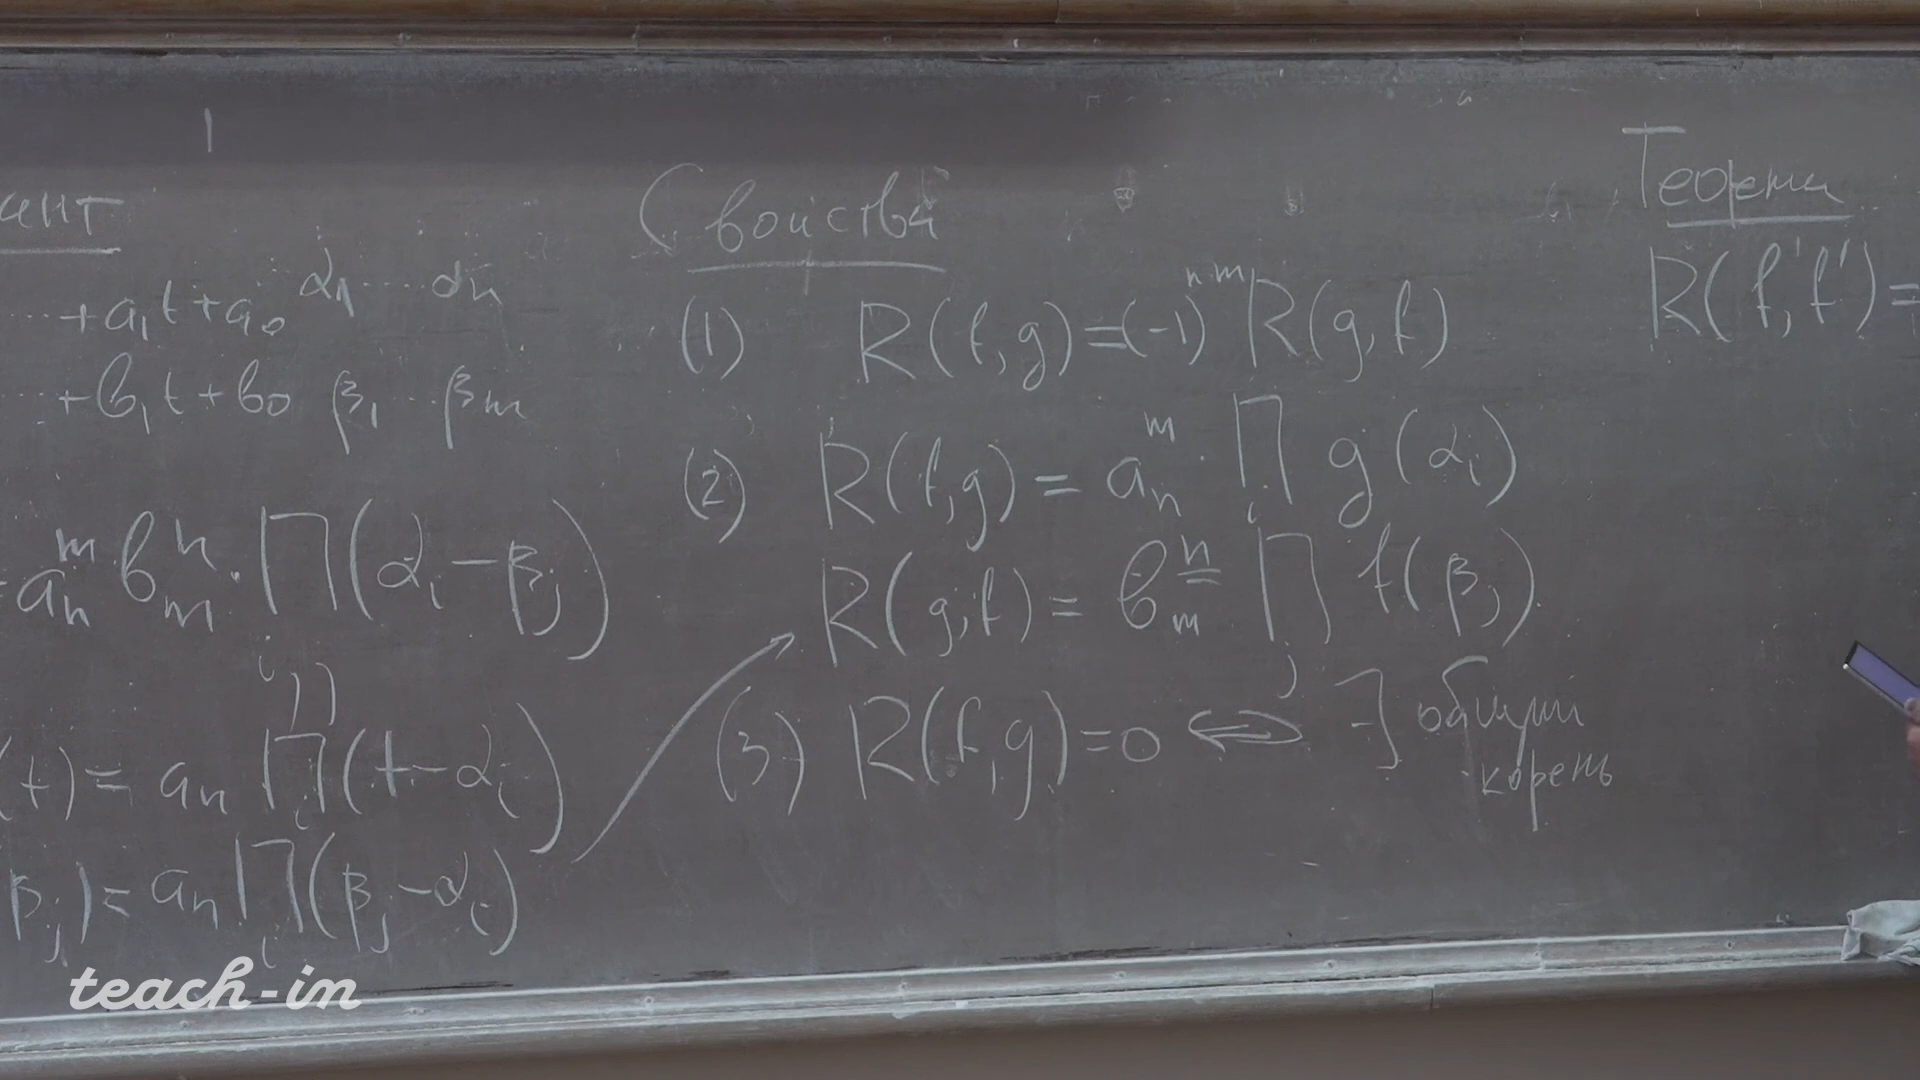 ант
...+a₁t+a₀ α₁...αn
...+b₁t+b₀ β₁...βm
=aₙᵐ bₘⁿ · ∏(αᵢ−βⱼ)
i, j
(t)= aₙ ∏(t−αᵢ)
i
βⱼ)= aₙ ∏(βⱼ−αᵢ)
i
Свойства
(1) R(f,g)=(-1)ⁿᵐ R(g,f)
(2) R(f,g) = aₙᵐ · ∏ g(αᵢ)
i
R(g,f) = bₘⁿ ∏ f(βⱼ)
j
(3) R(f,g)=0 ⇔ ∃ общий
корень
Теорема
R(f,f')=
teach-in